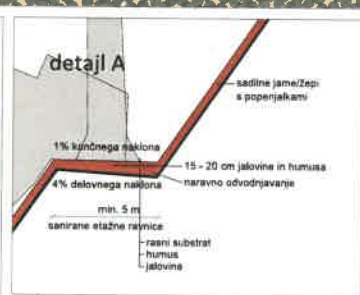 detajl A
sadilne jame/žepi
s popenjalkami
1% končnega naklona
15 - 20 cm jalovine in humusa
4% delovnega naklona
naravno odvodnjavanje
min. 5 m
sanirane etažne ravnice
rasni substrat
humus
jalovina